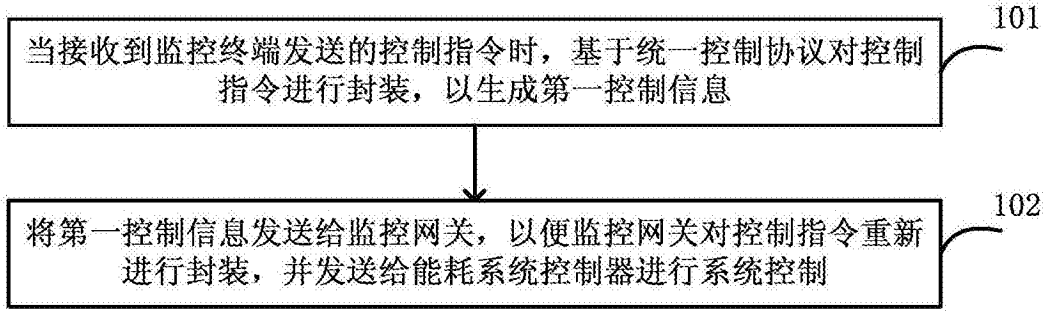 101
当接收到监控终端发送的控制指令时，基于统一控制协议对控制
指令进行封装，以生成第一控制信息
102
将第一控制信息发送给监控网关，以便监控网关对控制指令重新
进行封装，并发送给能耗系统控制器进行系统控制